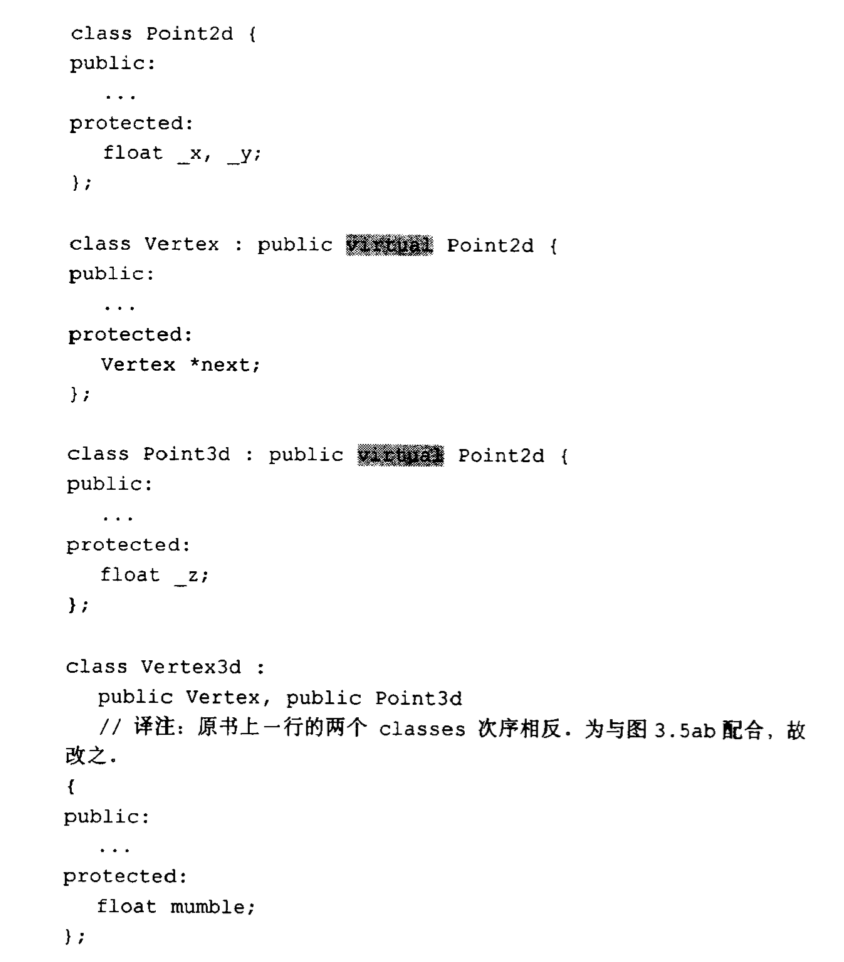 class Point2d {
public:
...
protected:
float _x, _y;
};
class Vertex : public virtual Point2d {
public:
...
protected:
Vertex *next;
};
class Point3d : public virtual Point2d {
public:
...
protected:
float _z;
};
class Vertex3d :
public Vertex, public Point3d
// 译注：原书上一行的两个 classes 次序相反．为与图 3.5ab 配合，故
改之．
{
public:
...
protected:
float mumble;
};